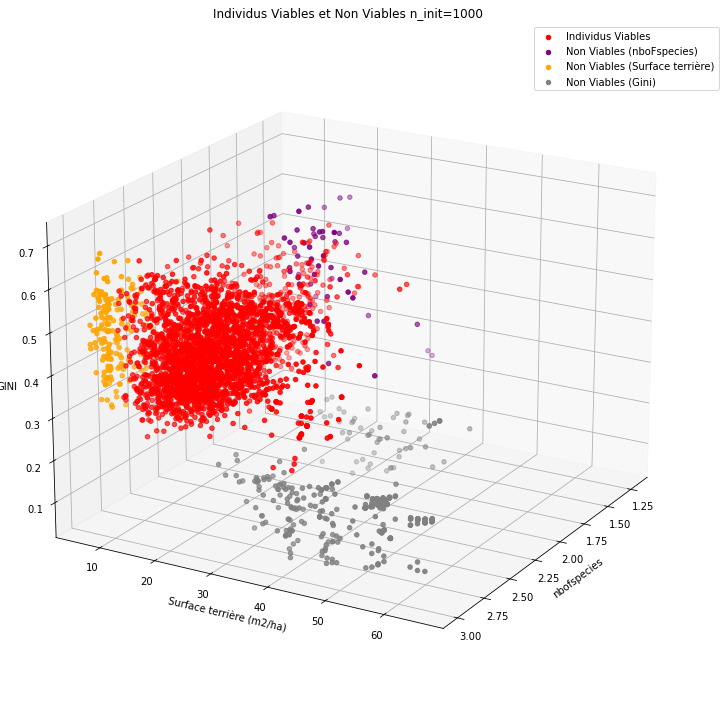 Individus Viables et Non Viables n_init=1000
Individus Viables
Non Viables (nboFspecies)
Non Viables (Surface terrière)
Non Viables (Gini)
0.7
0.6
0.5
0.4
GINI
0.3
0.2
0.1
10
20
30
40
50
60
Surface terrière (m2/ha)
1.25
1.50
1.75
2.00
2.25
2.50
2.75
3.00
nbofspecies